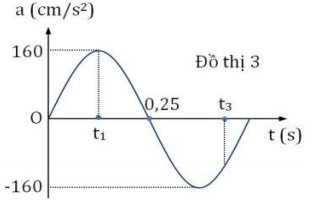 a (cm/s²)
160
Đồ thị 3
0,25
t₃
O
t₁
t (s)
-160